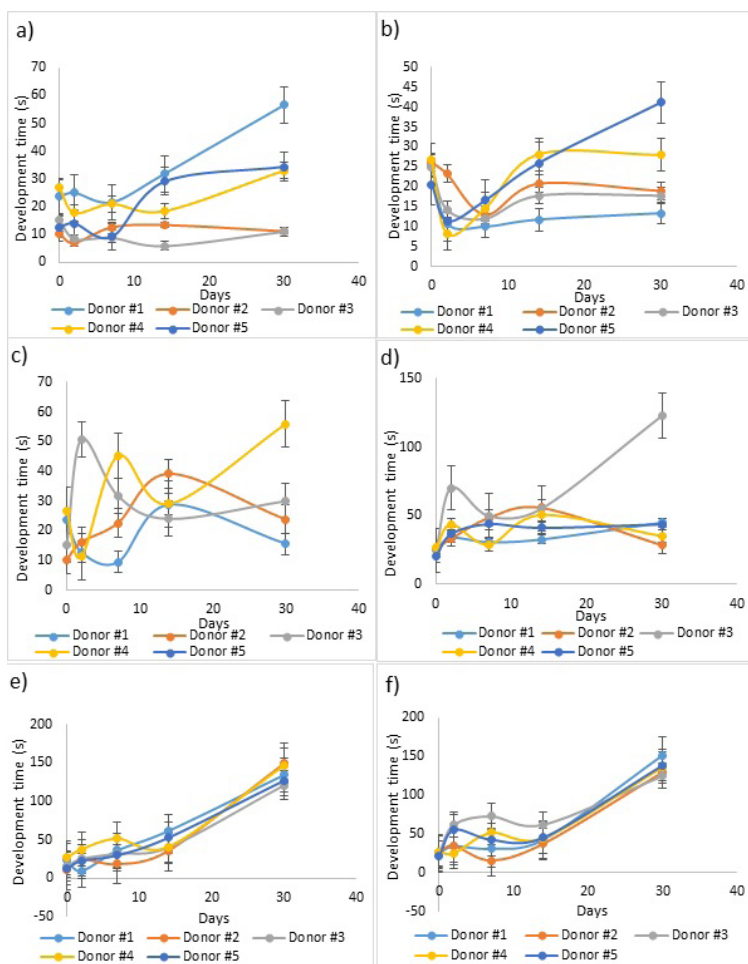 a)
Development time (s)
70
60
50
40
30
20
10
0
0 10 20 30 40
Days
Donor #1 Donor #2 Donor #3
Donor #4 Donor #5
b)
Development time (s)
50
45
40
35
30
25
20
15
10
5
0
0 10 20 30 40
Days
Donor #1 Donor #2 Donor #3
Donor #4 Donor #5
c)
Development time (s)
70
60
50
40
30
20
10
0
0 10 20 30 40
Days
Donor #1 Donor #2 Donor #3
Donor #4 Donor #5
d)
Development time (s)
150
100
50
0
0 10 20 30 40
Days
Donor #1 Donor #2 Donor #3
Donor #4 Donor #5
e)
Development time (s)
200
150
100
50
0
-50
0 10 20 30 40
Days
Donor #1 Donor #2 Donor #3
Donor #4 Donor #5
f)
Development time (s)
200
150
100
50
0
-50
0 10 20 30 40
Days
Donor #1 Donor #2 Donor #3
Donor #4 Donor #5